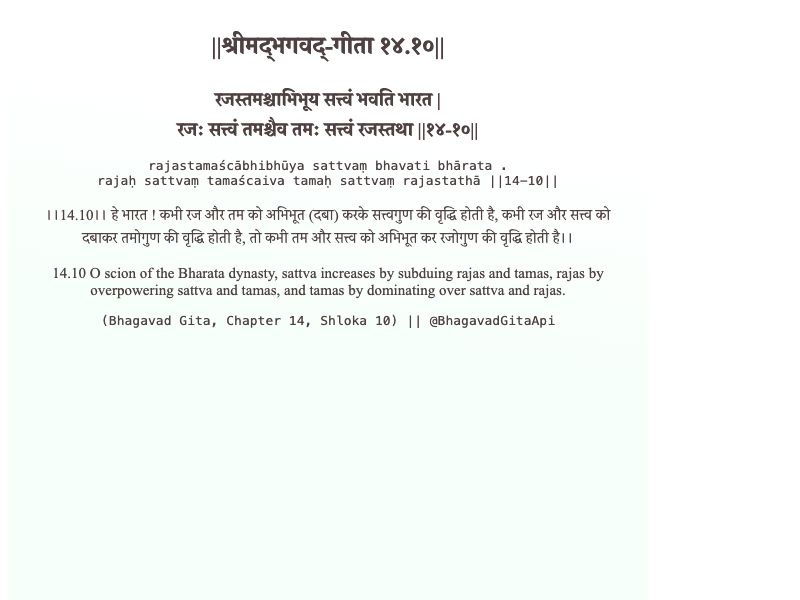 ||श्रीमद्‍भगवद्‍-गीता १४.१०||
रजस्तमश्चाभिभूय सत्त्वं भवति भारत |
रजः सत्त्वं तमश्चैव तमः सत्त्वं रजस्तथा ||१४-१०||
rajastamaścābhibhūya sattvaṃ bhavati bhārata .
rajaḥ sattvaṃ tamaścaiva tamaḥ sattvaṃ rajastathā ||14-10||
।।14.10।। हे भारत ! कभी रज और तम को अभिभूत (दबा) करके सत्त्वगुण की वृद्धि होती है, कभी रज और सत्त्व को
दबाकर तमोगुण की वृद्धि होती है, तो कभी तम और सत्त्व को अभिभूत कर रजोगुण की वृद्धि होती है।।
14.10 O scion of the Bharata dynasty, sattva increases by subduing rajas and tamas, rajas by
overpowering sattva and tamas, and tamas by dominating over sattva and rajas.
(Bhagavad Gita, Chapter 14, Shloka 10) || @BhagavadGitaApi